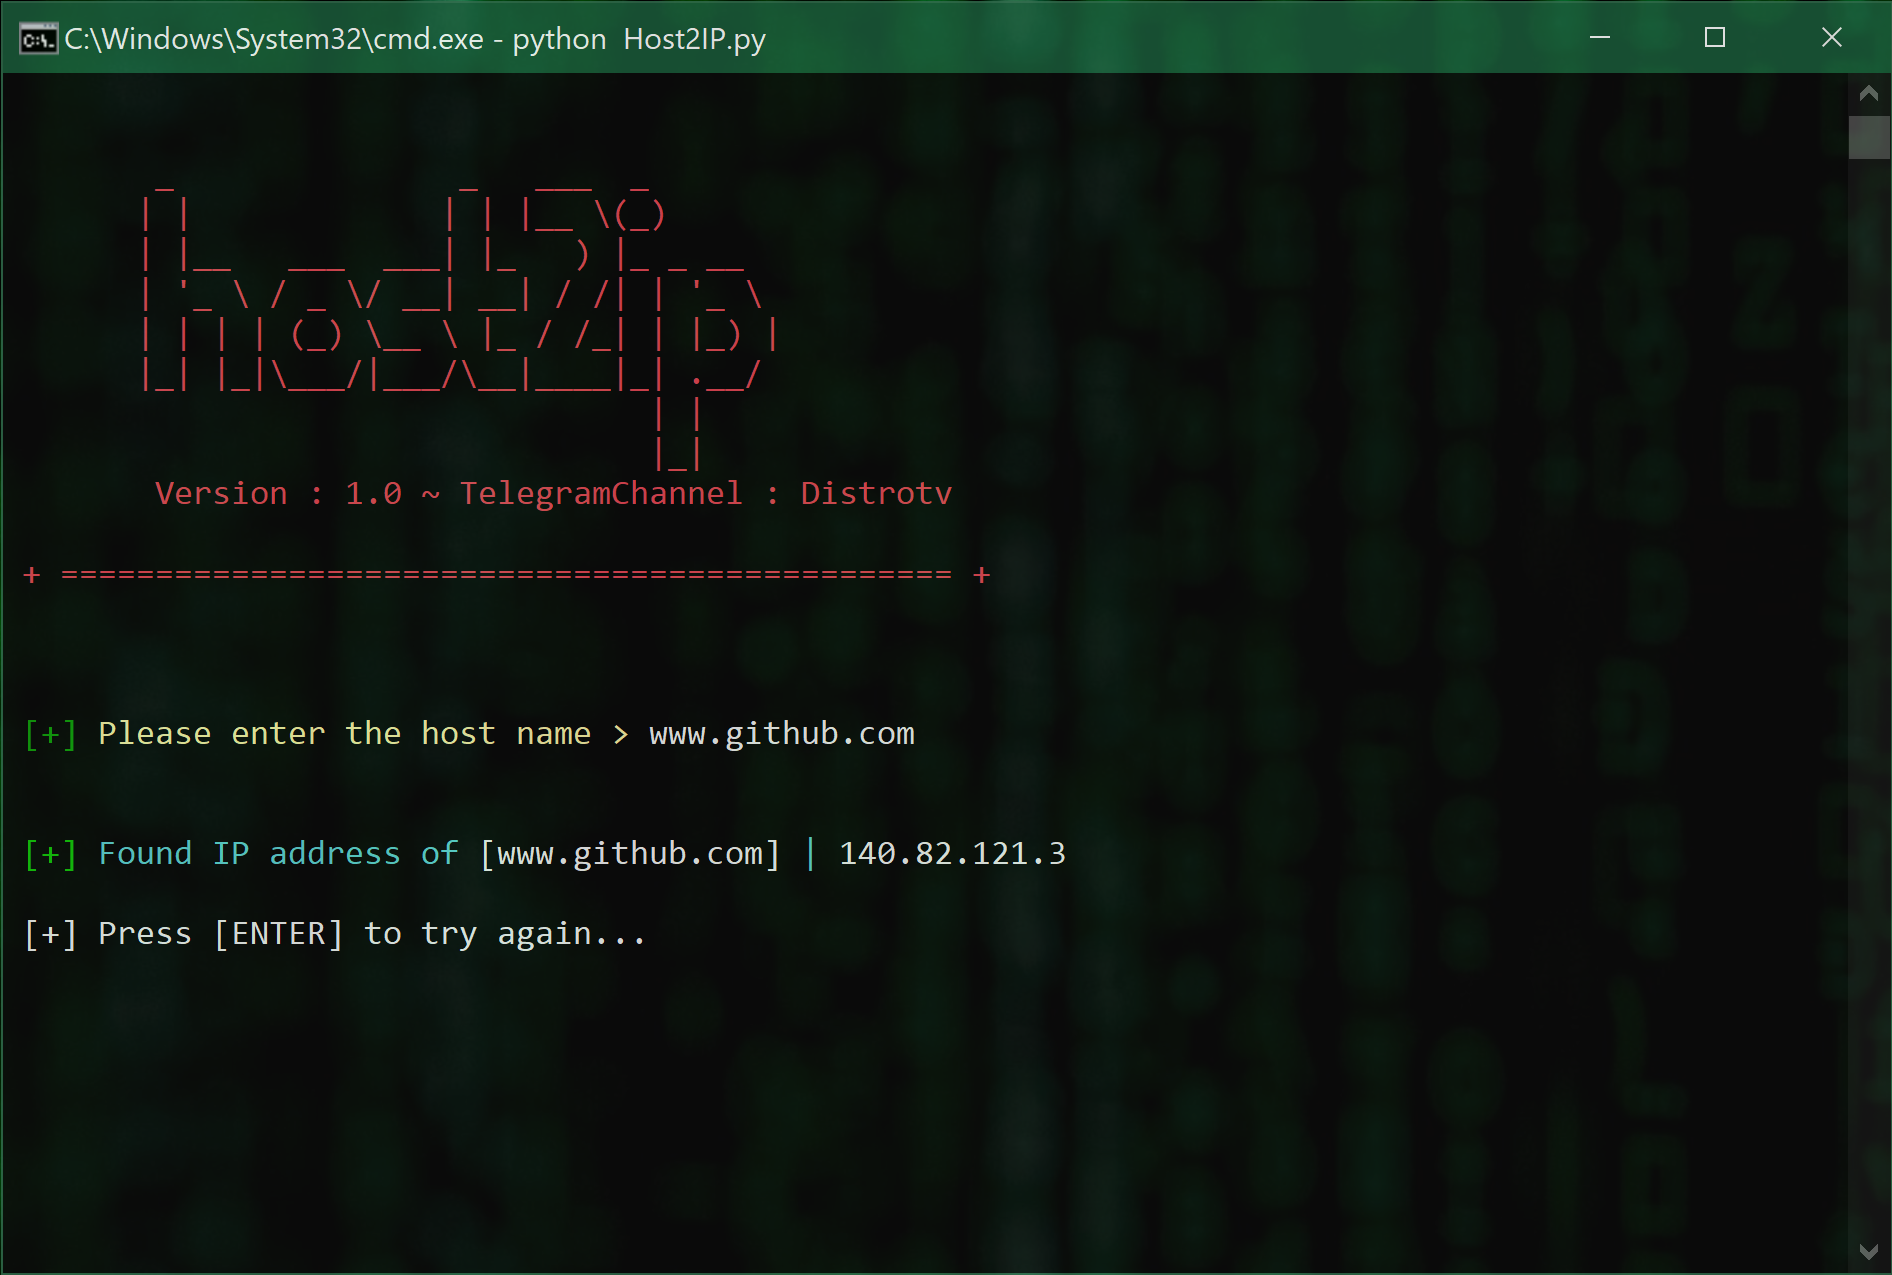 C:\Windows\System32\cmd.exe - python  Host2IP.py
host2ip
Version : 1.0 ~ TelegramChannel : Distrotv
+ =============================================== +
[+] Please enter the host name > www.github.com
[+] Found IP address of [www.github.com] | 140.82.121.3
[+] Press [ENTER] to try again...